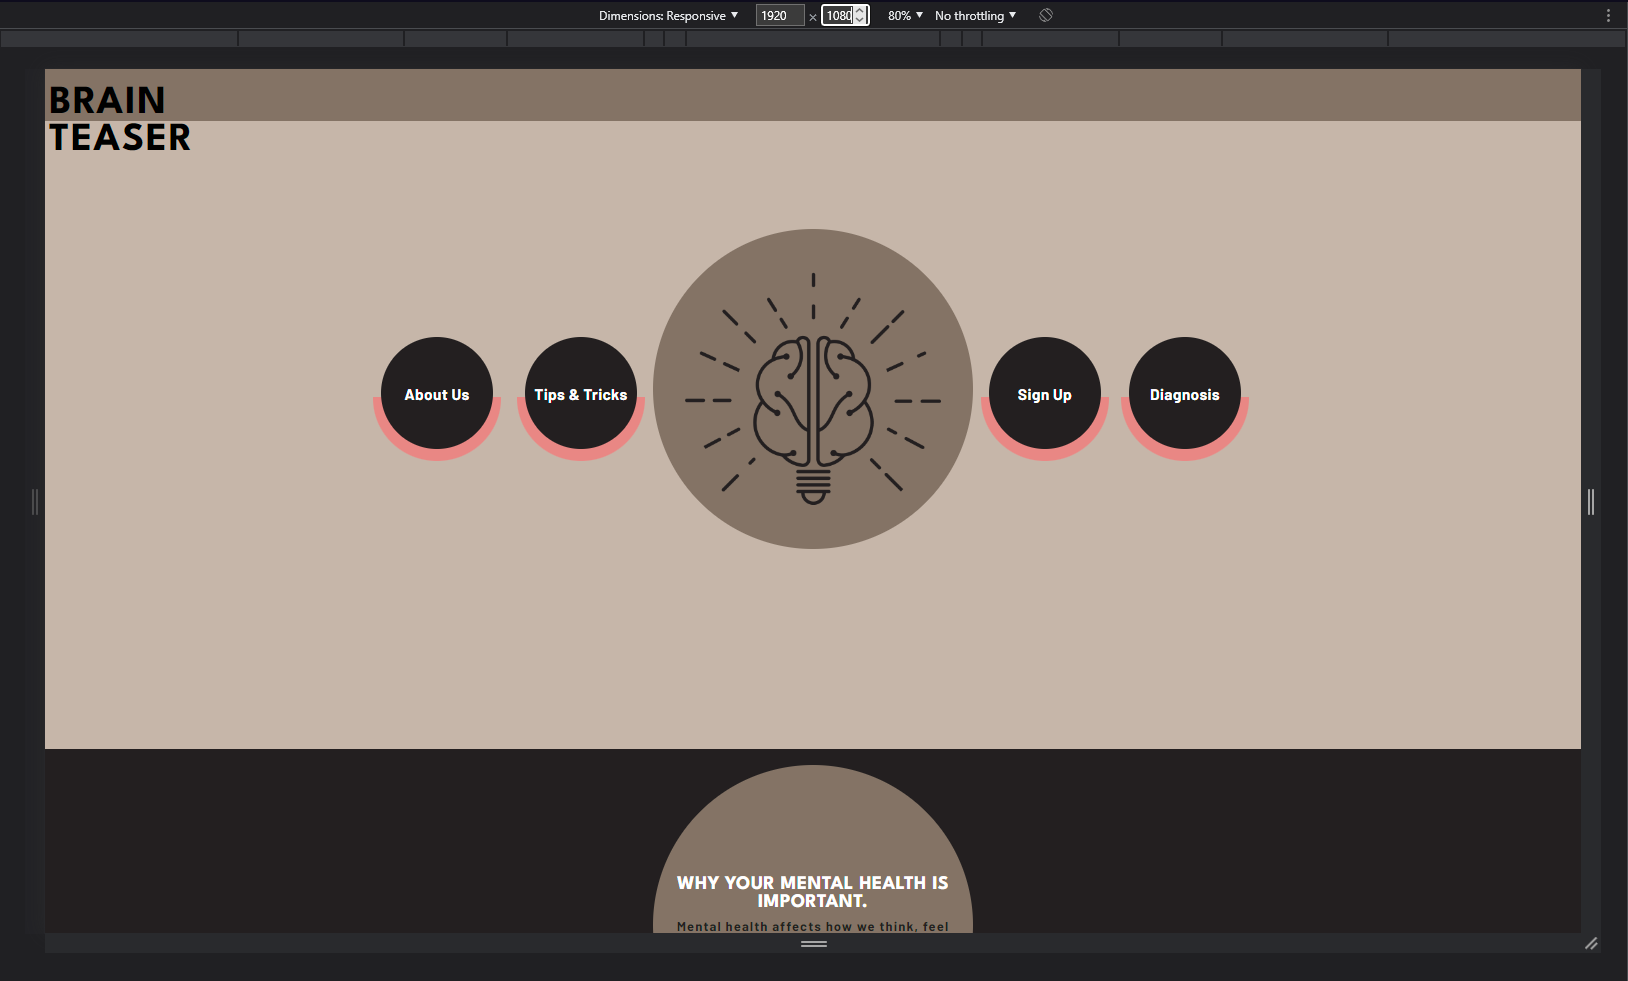 Dimensions: Responsive 1920 × 1080 80% No throttling
BRAIN
TEASER
About Us
Tips & Tricks
Sign Up
Diagnosis
WHY YOUR MENTAL HEALTH IS
IMPORTANT.
Mental health affects how we think, feel